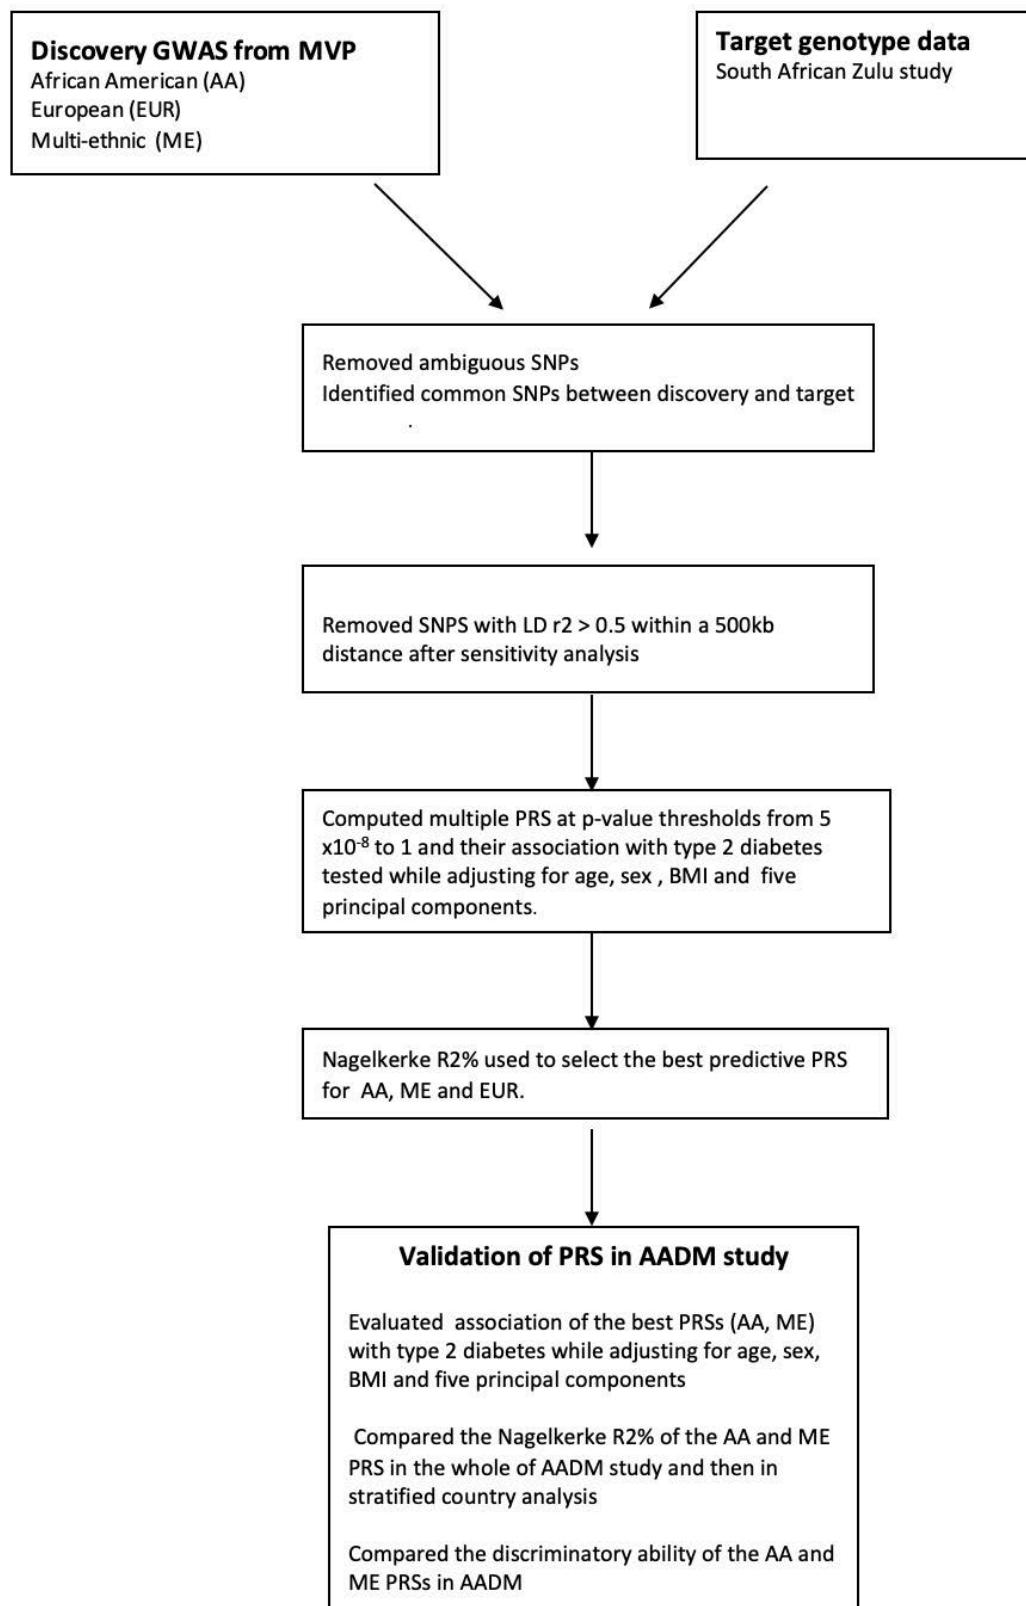 Discovery GWAS from MVP
African American (AA)
European (EUR)
Multi-ethnic (ME)
Target genotype data
South African Zulu study
Removed ambiguous SNPs
Identified common SNPs between discovery and target
.
Removed SNPS with LD r2 > 0.5 within a 500kb
distance after sensitivity analysis
Computed multiple PRS at p-value thresholds from 5
x10⁻⁸ to 1 and their association with type 2 diabetes
tested while adjusting for age, sex , BMI and five
principal components.
Nagelkerke R2% used to select the best predictive PRS
for AA, ME and EUR.
Validation of PRS in AADM study
Evaluated association of the best PRSs (AA, ME)
with type 2 diabetes while adjusting for age, sex,
BMI and five principal components
Compared the Nagelkerke R2% of the AA and ME
PRS in the whole of AADM study and then in
stratified country analysis
Compared the discriminatory ability of the AA and
ME PRSs in AADM